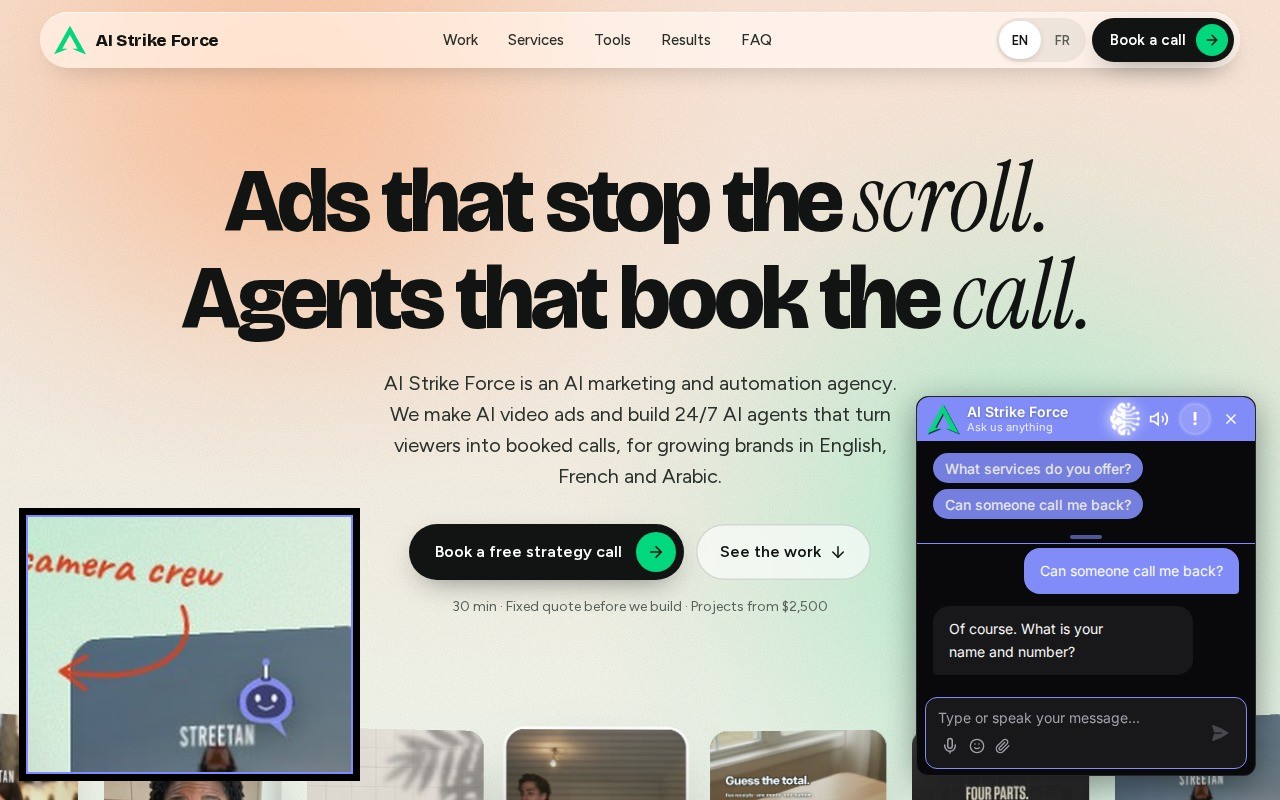 AI Strike Force
Work
Services
Tools
Results
FAQ
EN
FR
Book a call
Ads that stop the scroll.
Agents that book the call.
AI Strike Force is an AI marketing and automation agency.
We make AI video ads and build 24/7 AI agents that turn
viewers into booked calls, for growing brands in English,
French and Arabic.
Book a free strategy call
See the work
30 min · Fixed quote before we build · Projects from $2,500
camera crew
STREETAN
AI Strike Force
Ask us anything
What services do you offer?
Can someone call me back?
Can someone call me back?
Of course. What is your
name and number?
Type or speak your message...
Guess the total.
FOUR PARTS.
STREETAN